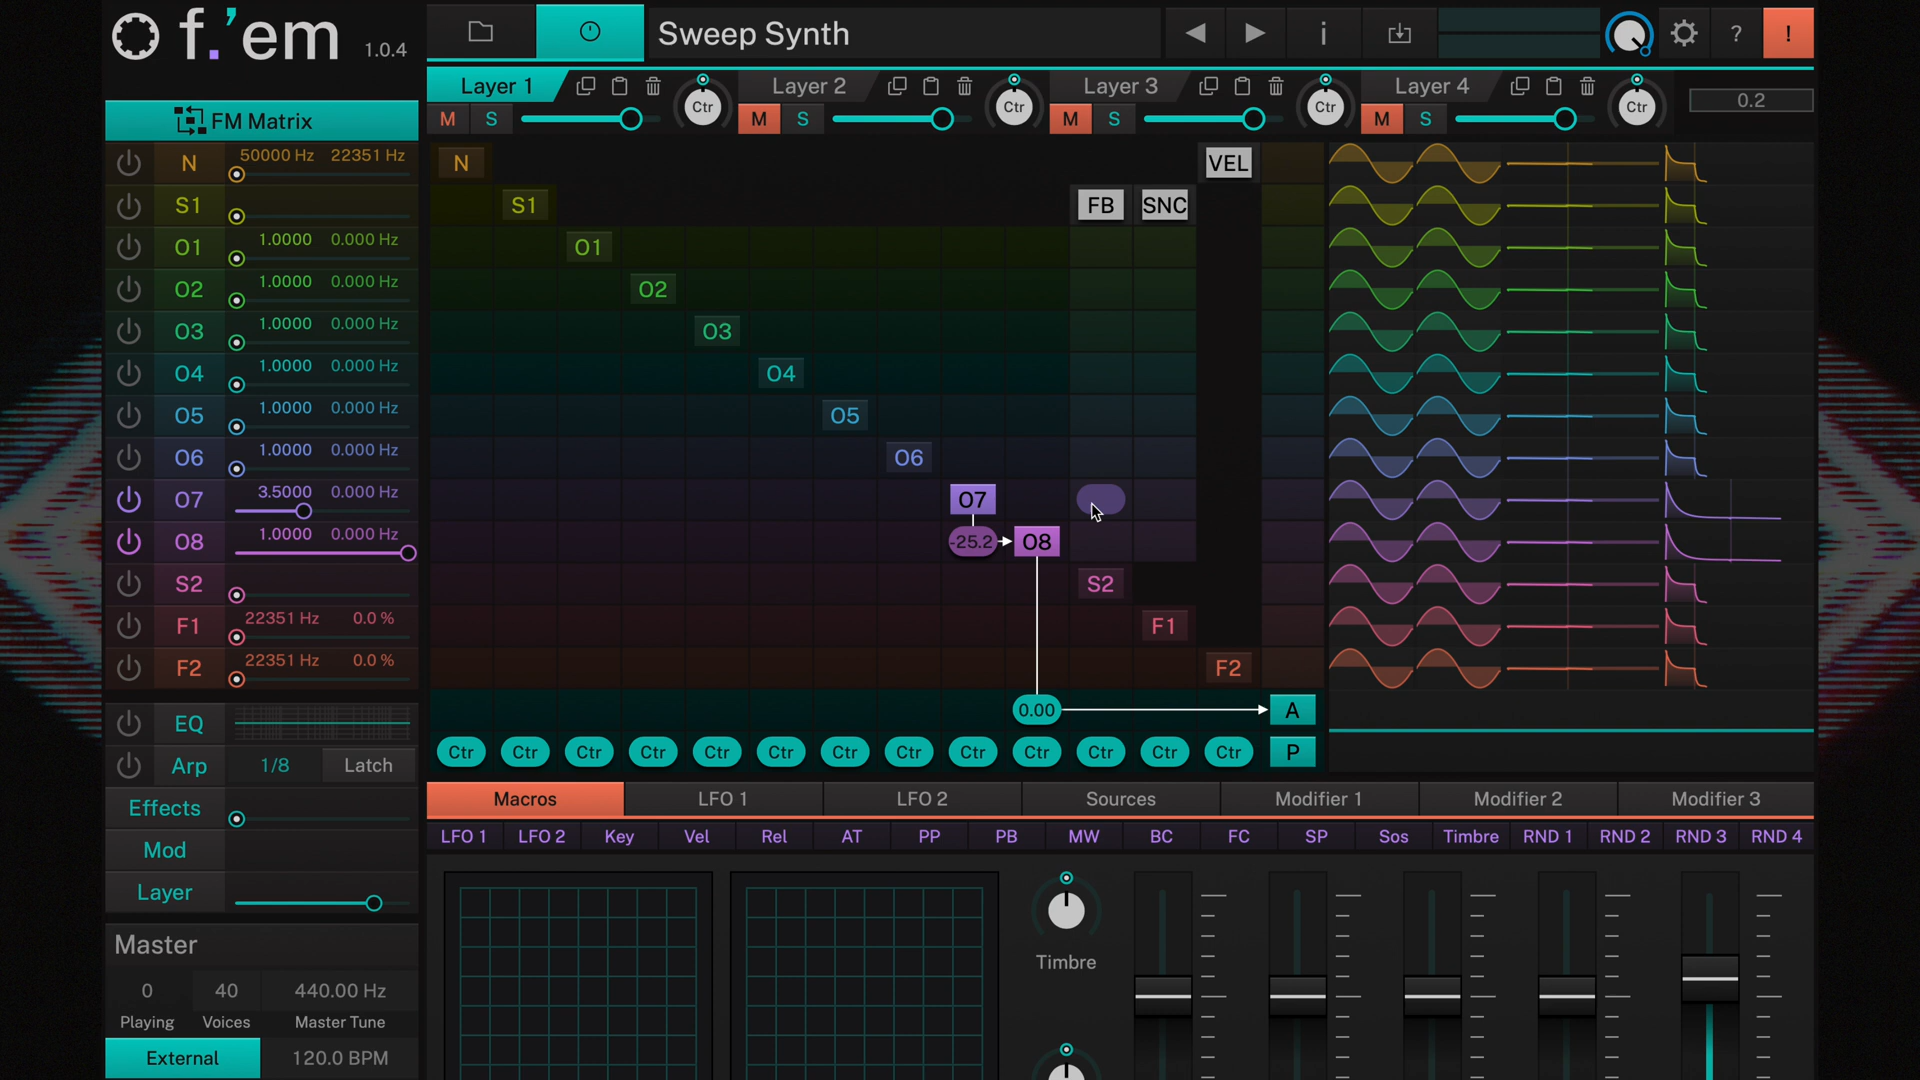 f.'em 1.0.4
Sweep Synth
i
?
!
Layer 1
Layer 2
Layer 3
Layer 4
M S Ctr
M S Ctr
M S Ctr
M S Ctr
0.2
FM Matrix
N 50000 Hz 22351 Hz
S1
O1 1.0000 0.000 Hz
O2 1.0000 0.000 Hz
O3 1.0000 0.000 Hz
O4 1.0000 0.000 Hz
O5 1.0000 0.000 Hz
O6 1.0000 0.000 Hz
O7 3.5000 0.000 Hz
O8 1.0000 0.000 Hz
S2
F1 22351 Hz 0.0 %
F2 22351 Hz 0.0 %
EQ
Arp 1/8 Latch
Effects
Mod
Layer
Master
0 40 440.00 Hz
Playing Voices Master Tune
External 120.0 BPM
N VEL
S1 FB SNC
O1
O2
O3
O4
O5
O6
O7
-25.2 O8
S2
F1
F2
0.00 A
Ctr Ctr Ctr Ctr Ctr Ctr Ctr Ctr Ctr Ctr Ctr Ctr Ctr P
Macros LFO 1 LFO 2 Sources Modifier 1 Modifier 2 Modifier 3
LFO 1 LFO 2 Key Vel Rel AT PP PB MW BC FC SP Sos Timbre RND 1 RND 2 RND 3 RND 4
Timbre